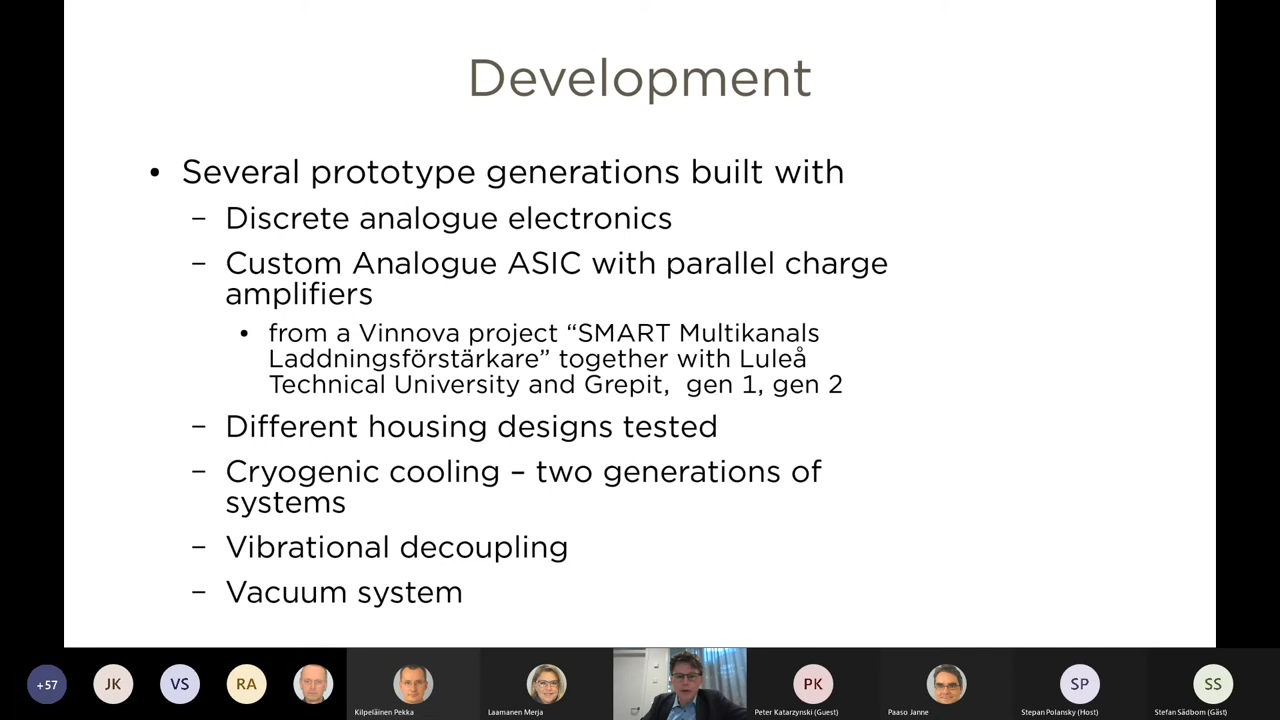 Development
• Several prototype generations built with
– Discrete analogue electronics
– Custom Analogue ASIC with parallel charge
amplifiers
• from a Vinnova project “SMART Multikanals
Laddningsförstärkare” together with Luleå
Technical University and Grepit, gen 1, gen 2
– Different housing designs tested
– Cryogenic cooling – two generations of
systems
– Vibrational decoupling
– Vacuum system
+57
JK
VS
RA
Kilpeläinen Pekka
Laamanen Merja
PK
Peter Katarzynski (Guest)
Paaso Janne
SP
Stepan Polansky (Host)
SS
Stefan Sädbom (Gäst)